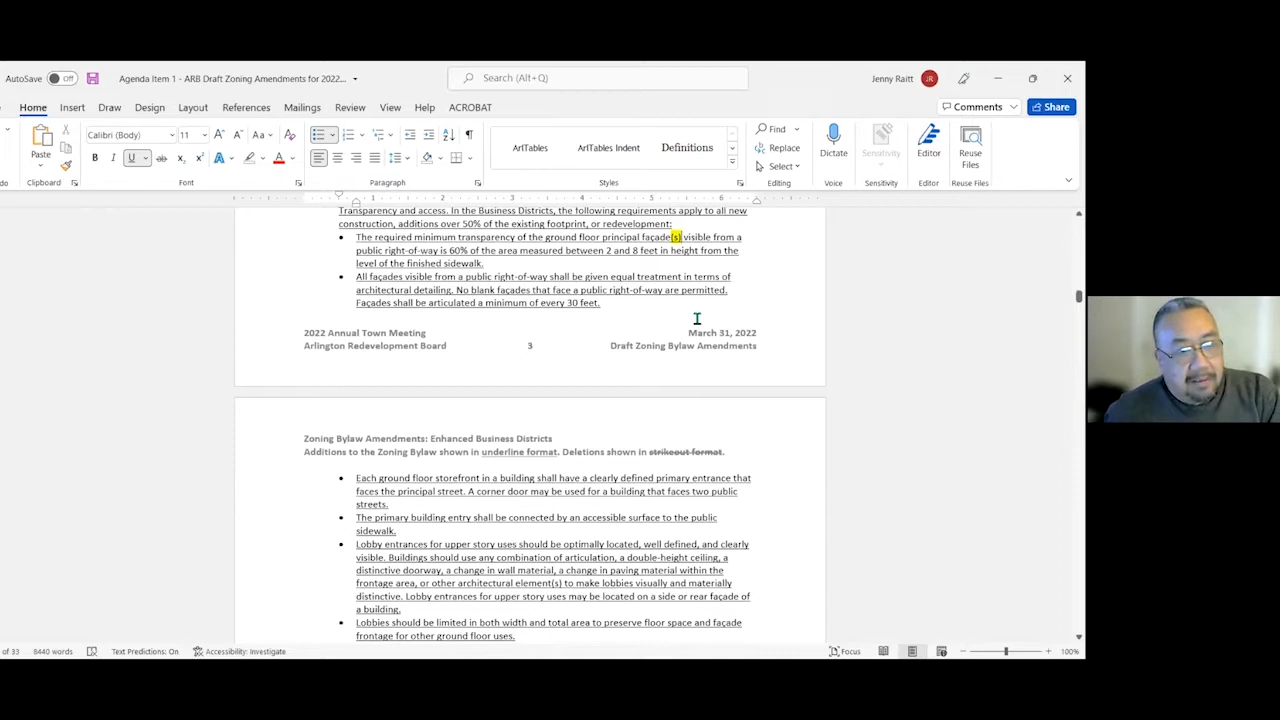 AutoSave Off Agenda Item 1 - ARB Draft Zoning Amendments for 2022... Search (Alt+Q) Jenny Raitt JR
Home Insert Draw Design Layout References Mailings Review View Help ACROBAT Comments Share
Calibri (Body) 11 Find
Paste ArtTables ArtTables Indent Definitions Replace Dictate Sensitivity Editor Reuse Files
Select
Clipboard Font Paragraph Styles Editing Voice Sensitivity Editor Reuse Files
1 2 3 4 5 6
Transparency and access. In the Business Districts, the following requirements apply to all new
construction, additions over 50% of the existing footprint, or redevelopment:
• The required minimum transparency of the ground floor principal façade(s) visible from a
public right-of-way is 60% of the area measured between 2 and 8 feet in height from the
level of the finished sidewalk.
• All façades visible from a public right-of-way shall be given equal treatment in terms of
architectural detailing. No blank façades that face a public right-of-way are permitted.
Façades shall be articulated a minimum of every 30 feet.
2022 Annual Town Meeting March 31, 2022
Arlington Redevelopment Board 3 Draft Zoning Bylaw Amendments
Zoning Bylaw Amendments: Enhanced Business Districts
Additions to the Zoning Bylaw shown in underline format. Deletions shown in strikeout format.
• Each ground floor storefront in a building shall have a clearly defined primary entrance that
faces the principal street. A corner door may be used for a building that faces two public
streets.
• The primary building entry shall be connected by an accessible surface to the public
sidewalk.
• Lobby entrances for upper story uses should be optimally located, well defined, and clearly
visible. Buildings should use any combination of articulation, a double-height ceiling, a
distinctive doorway, a change in wall material, a change in paving material within the
frontage area, or other architectural element(s) to make lobbies visually and materially
distinctive. Lobby entrances for upper story uses may be located on a side or rear façade of
a building.
• Lobbies should be limited in both width and total area to preserve floor space and façade
frontage for other ground floor uses.
of 33 8440 words Text Predictions: On Accessibility: Investigate Focus 100%